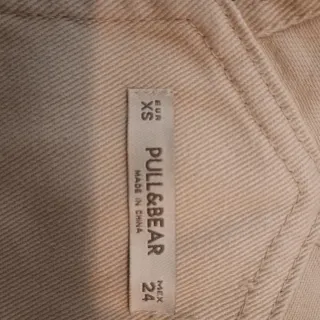 EUR
XS
PULL&BEAR
MADE IN CHINA
MEX
24